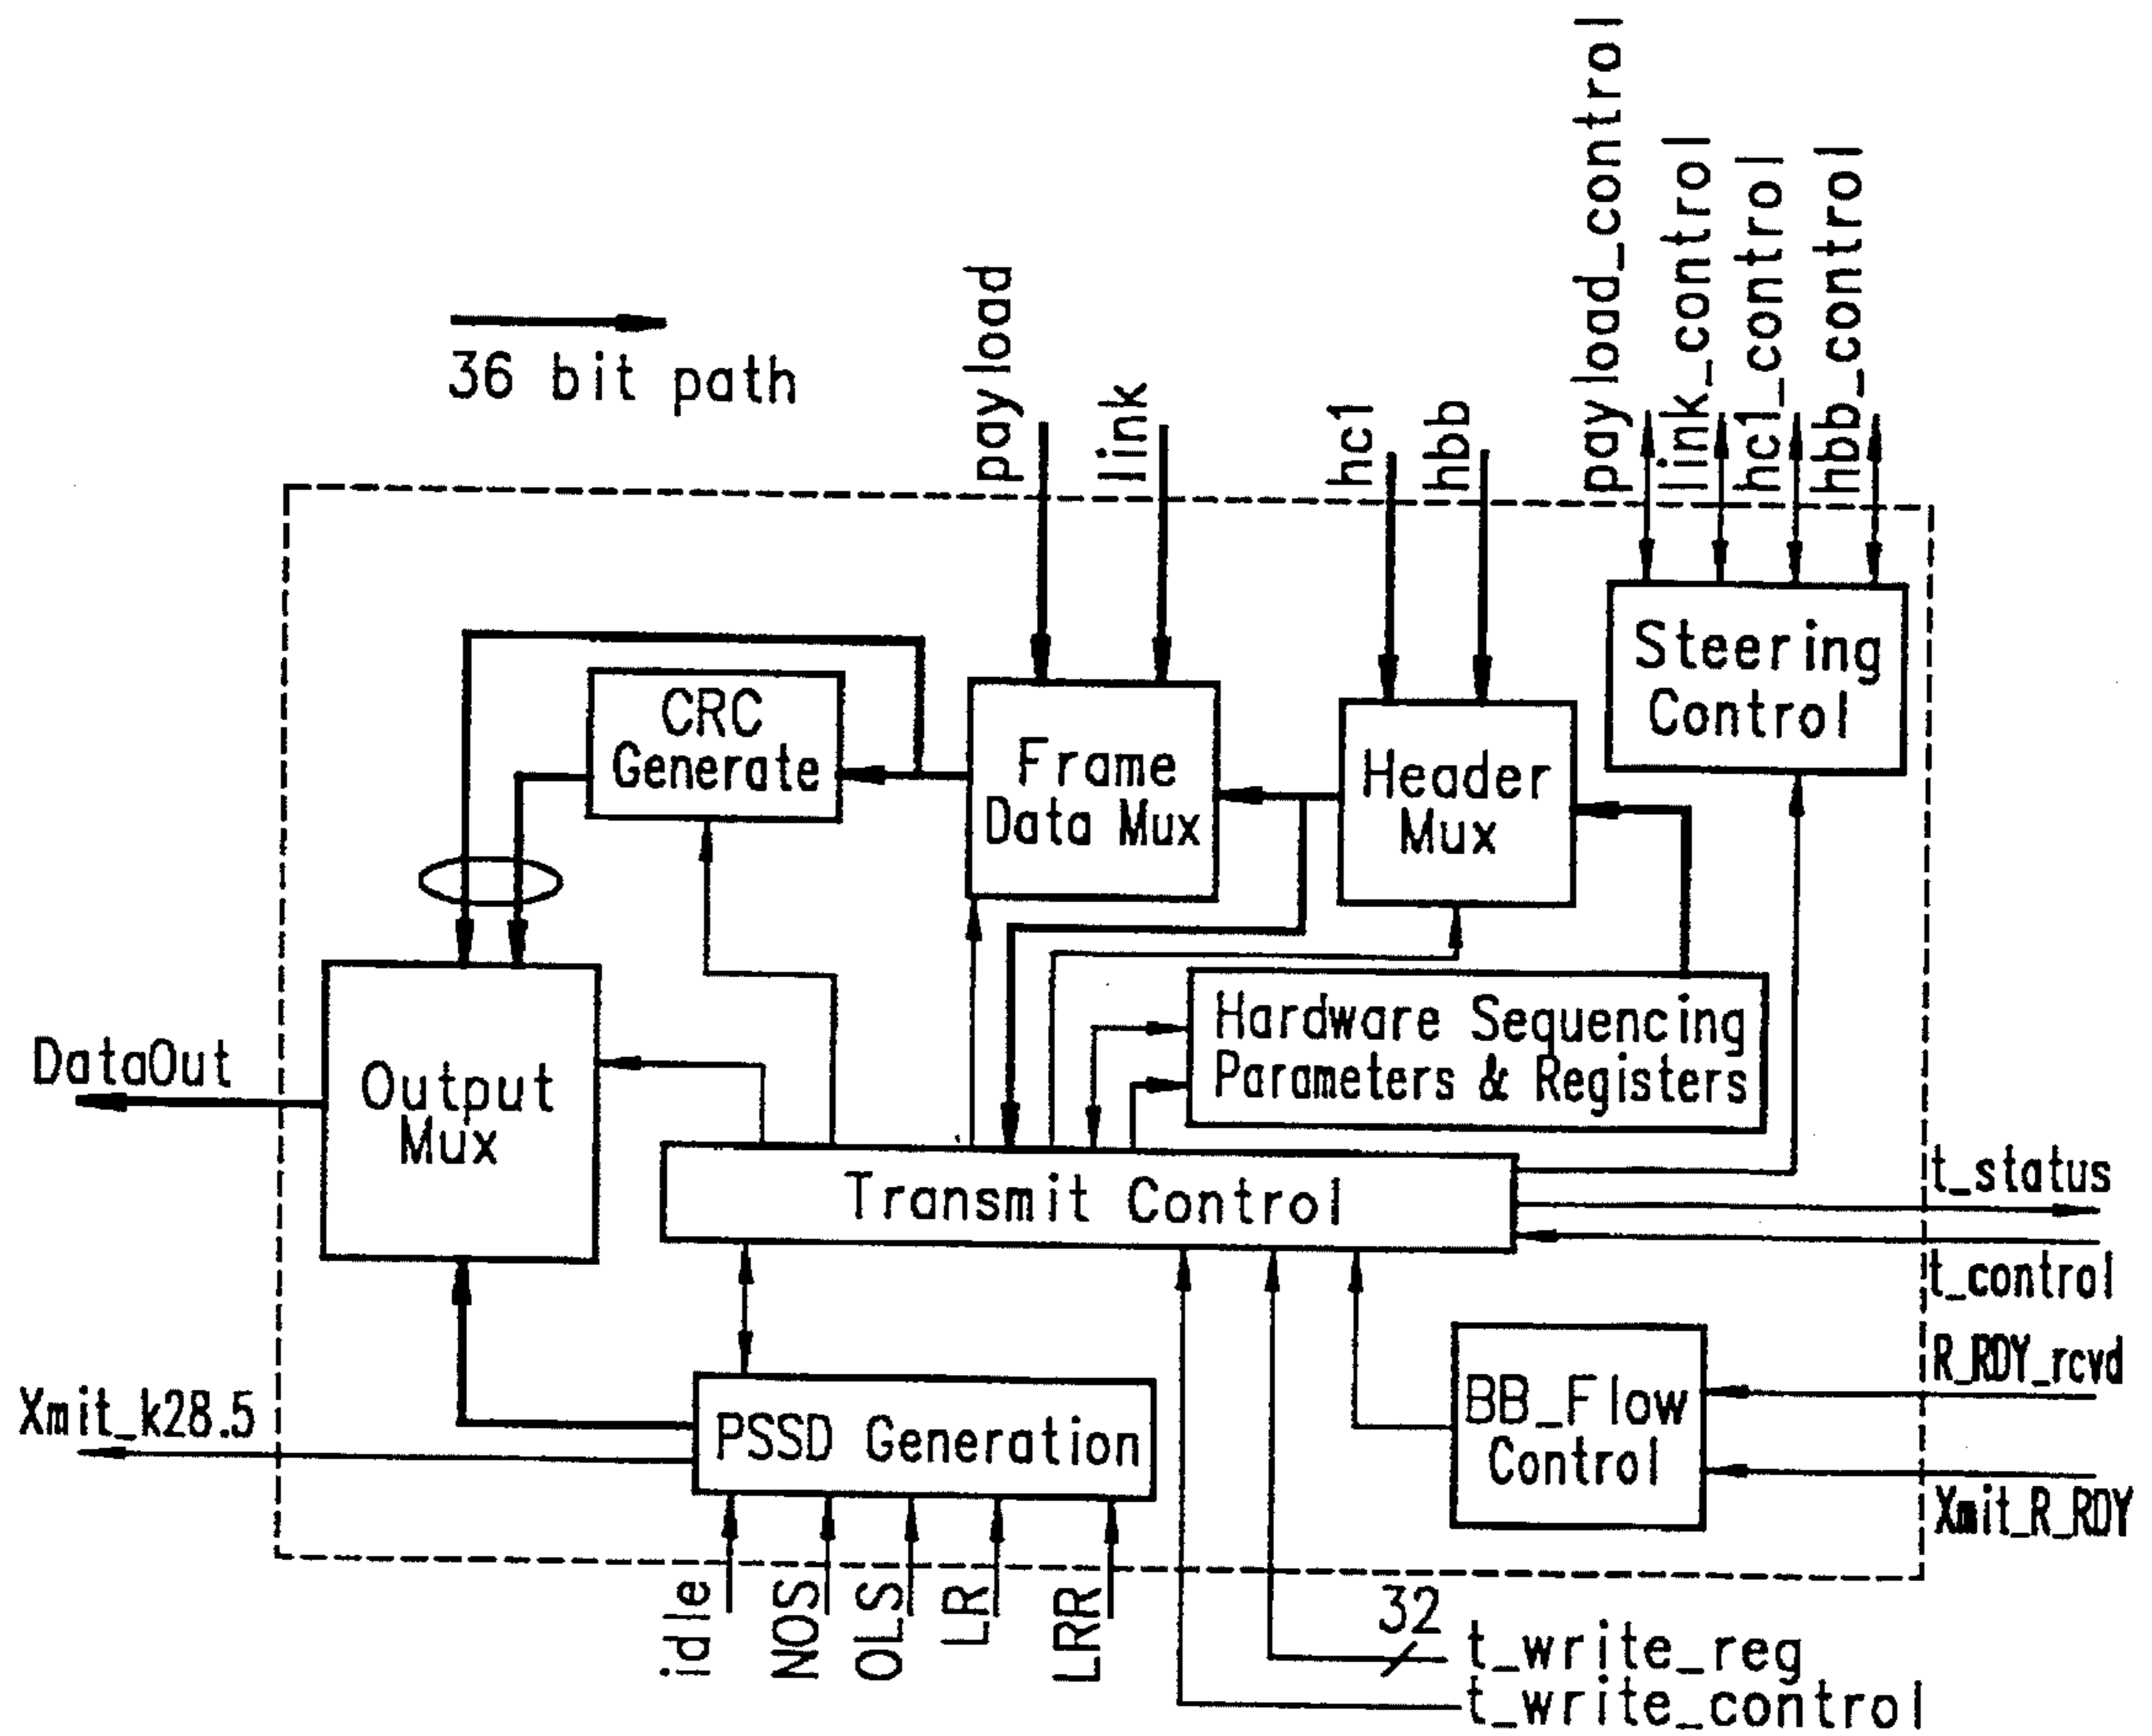 payload_control
link_control
hc1_control
hbb_control
36 bit path
payload
link
hc1
hbb
Steering
Control
CRC
Generate
Frame
Data Mux
Header
Mux
Hardware Sequencing
Parameters & Registers
DataOut
Output
Mux
Transmit Control
t_status
t_control
R_RDY_rcvd
Xmit_k28.5
PSSD Generation
BB_Flow
Control
Xmit_R_RDY
idle
NOS
OLS
LR
LRR
32
t_write_reg
t_write_control